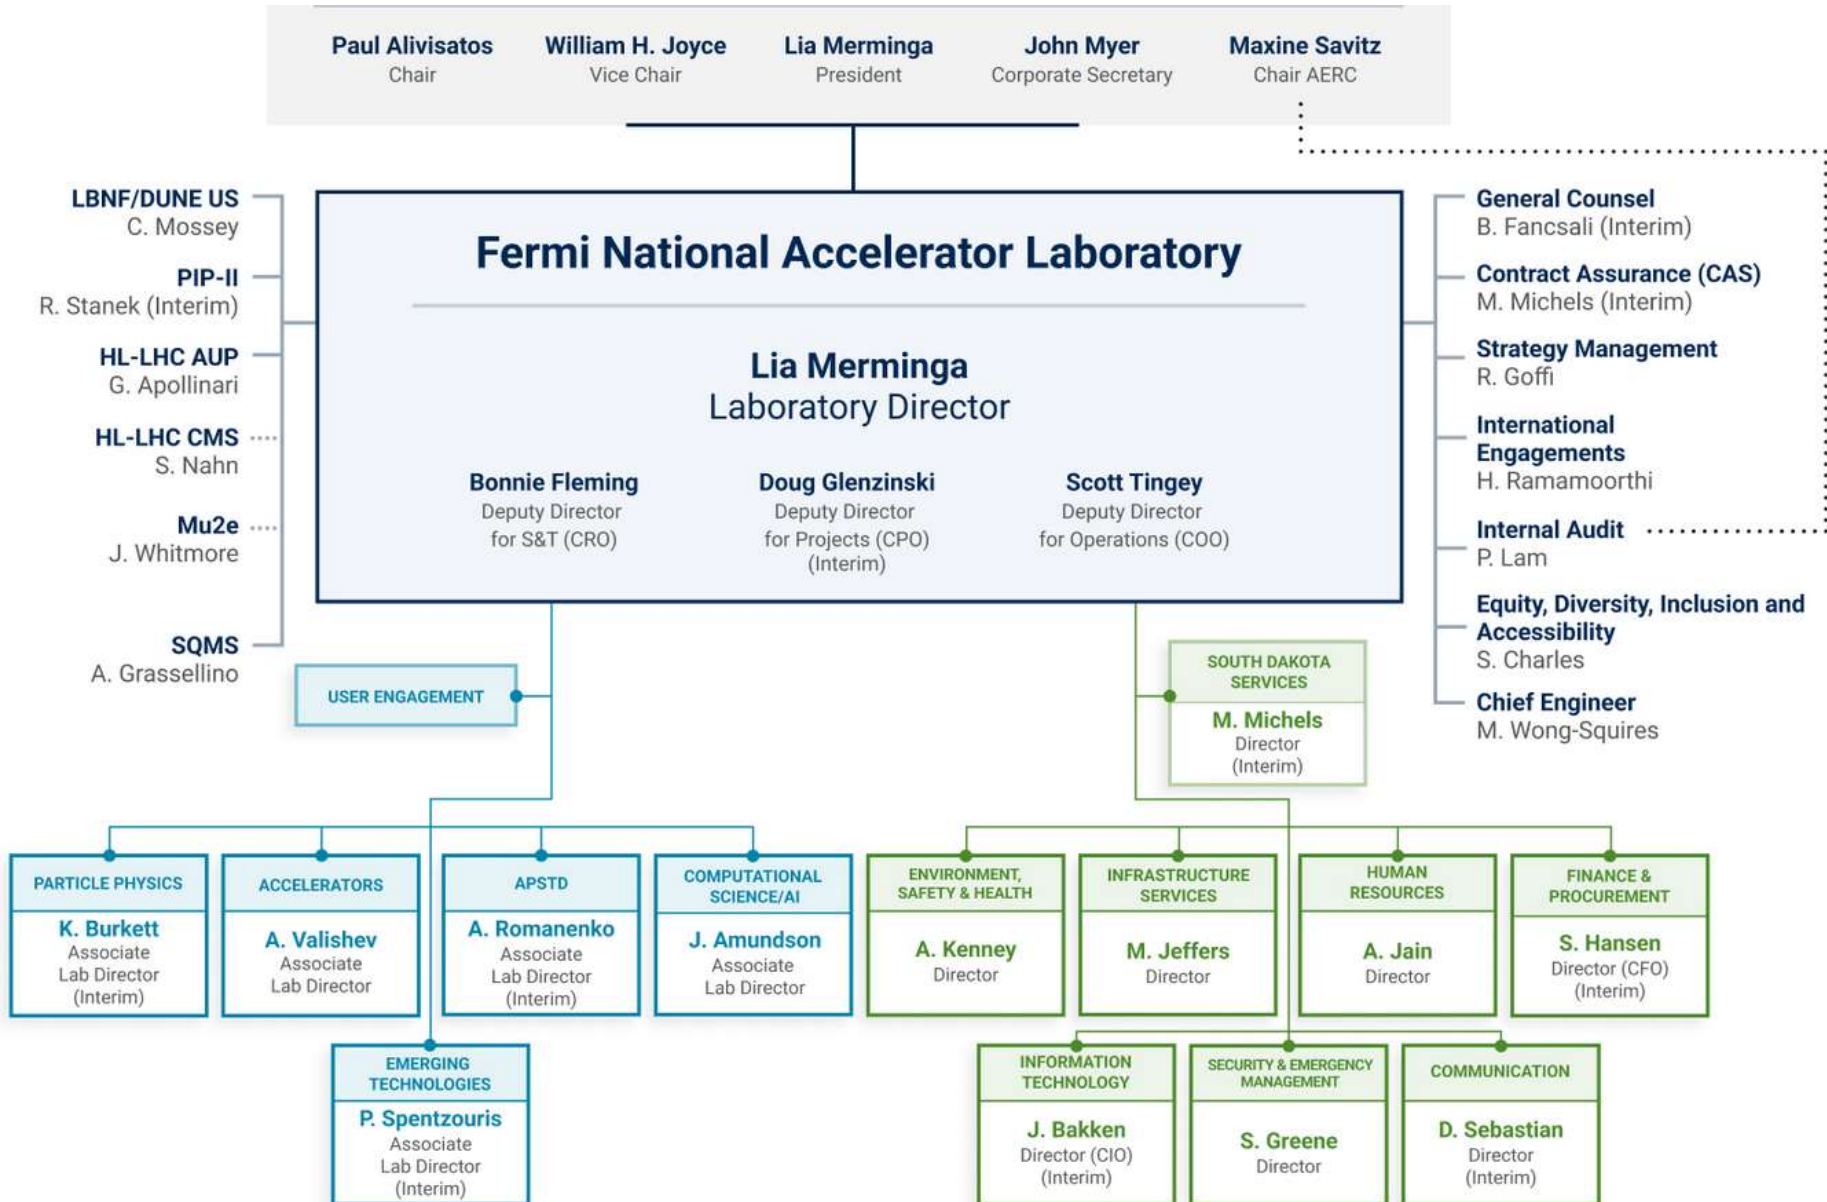 Paul Alivisatos
Chair
William H. Joyce
Vice Chair
Lia Merminga
President
John Myer
Corporate Secretary
Maxine Savitz
Chair AERC
LBNF/DUNE US
C. Mossey
PIP-II
R. Stanek (Interim)
HL-LHC AUP
G. Apollinari
HL-LHC CMS
S. Nahn
Mu2e
J. Whitmore
SQMS
A. Grassellino
Fermi National Accelerator Laboratory
Lia Merminga
Laboratory Director
Bonnie Fleming
Deputy Director
for S&T (CRO)
Doug Glenzinski
Deputy Director
for Projects (CPO)
(Interim)
Scott Tingey
Deputy Director
for Operations (COO)
General Counsel
B. Fancsali (Interim)
Contract Assurance (CAS)
M. Michels (Interim)
Strategy Management
R. Goffi
International
Engagements
H. Ramamoorthi
Internal Audit
P. Lam
Equity, Diversity, Inclusion and
Accessibility
S. Charles
Chief Engineer
M. Wong-Squires
USER ENGAGEMENT
SOUTH DAKOTA
SERVICES
M. Michels
Director
(Interim)
PARTICLE PHYSICS
K. Burkett
Associate
Lab Director
(Interim)
ACCELERATORS
A. Valishev
Associate
Lab Director
APSTD
A. Romanenko
Associate
Lab Director
(Interim)
COMPUTATIONAL
SCIENCE/AI
J. Amundson
Associate
Lab Director
ENVIRONMENT,
SAFETY & HEALTH
A. Kenney
Director
INFRASTRUCTURE
SERVICES
M. Jeffers
Director
HUMAN
RESOURCES
A. Jain
Director
FINANCE &
PROCUREMENT
S. Hansen
Director (CFO)
(Interim)
EMERGING
TECHNOLOGIES
P. Spentzouris
Associate
Lab Director
(Interim)
INFORMATION
TECHNOLOGY
J. Bakken
Director (CIO)
(Interim)
SECURITY & EMERGENCY
MANAGEMENT
S. Greene
Director
COMMUNICATION
D. Sebastian
Director
(Interim)